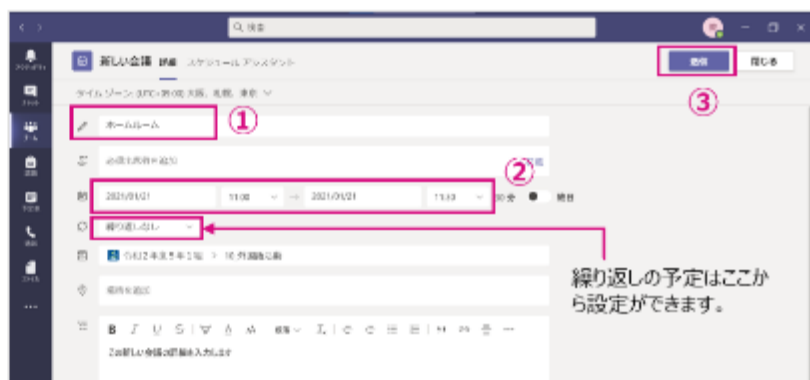 検索
新しい会議 詳細 スケジュール アシスタント
送信 閉じる
タイム ゾーン: (UTC+09:00) 大阪、札幌、東京
③
ホームルーム
①
必須出席者を追加
②
2021/01/21 11:00 → 2021/01/21 11:30 30 分 終日
繰り返しなし
繰り返しの予定はここか
ら設定ができます。
場所を追加
B I U S
この新しい会議の詳細を入力します